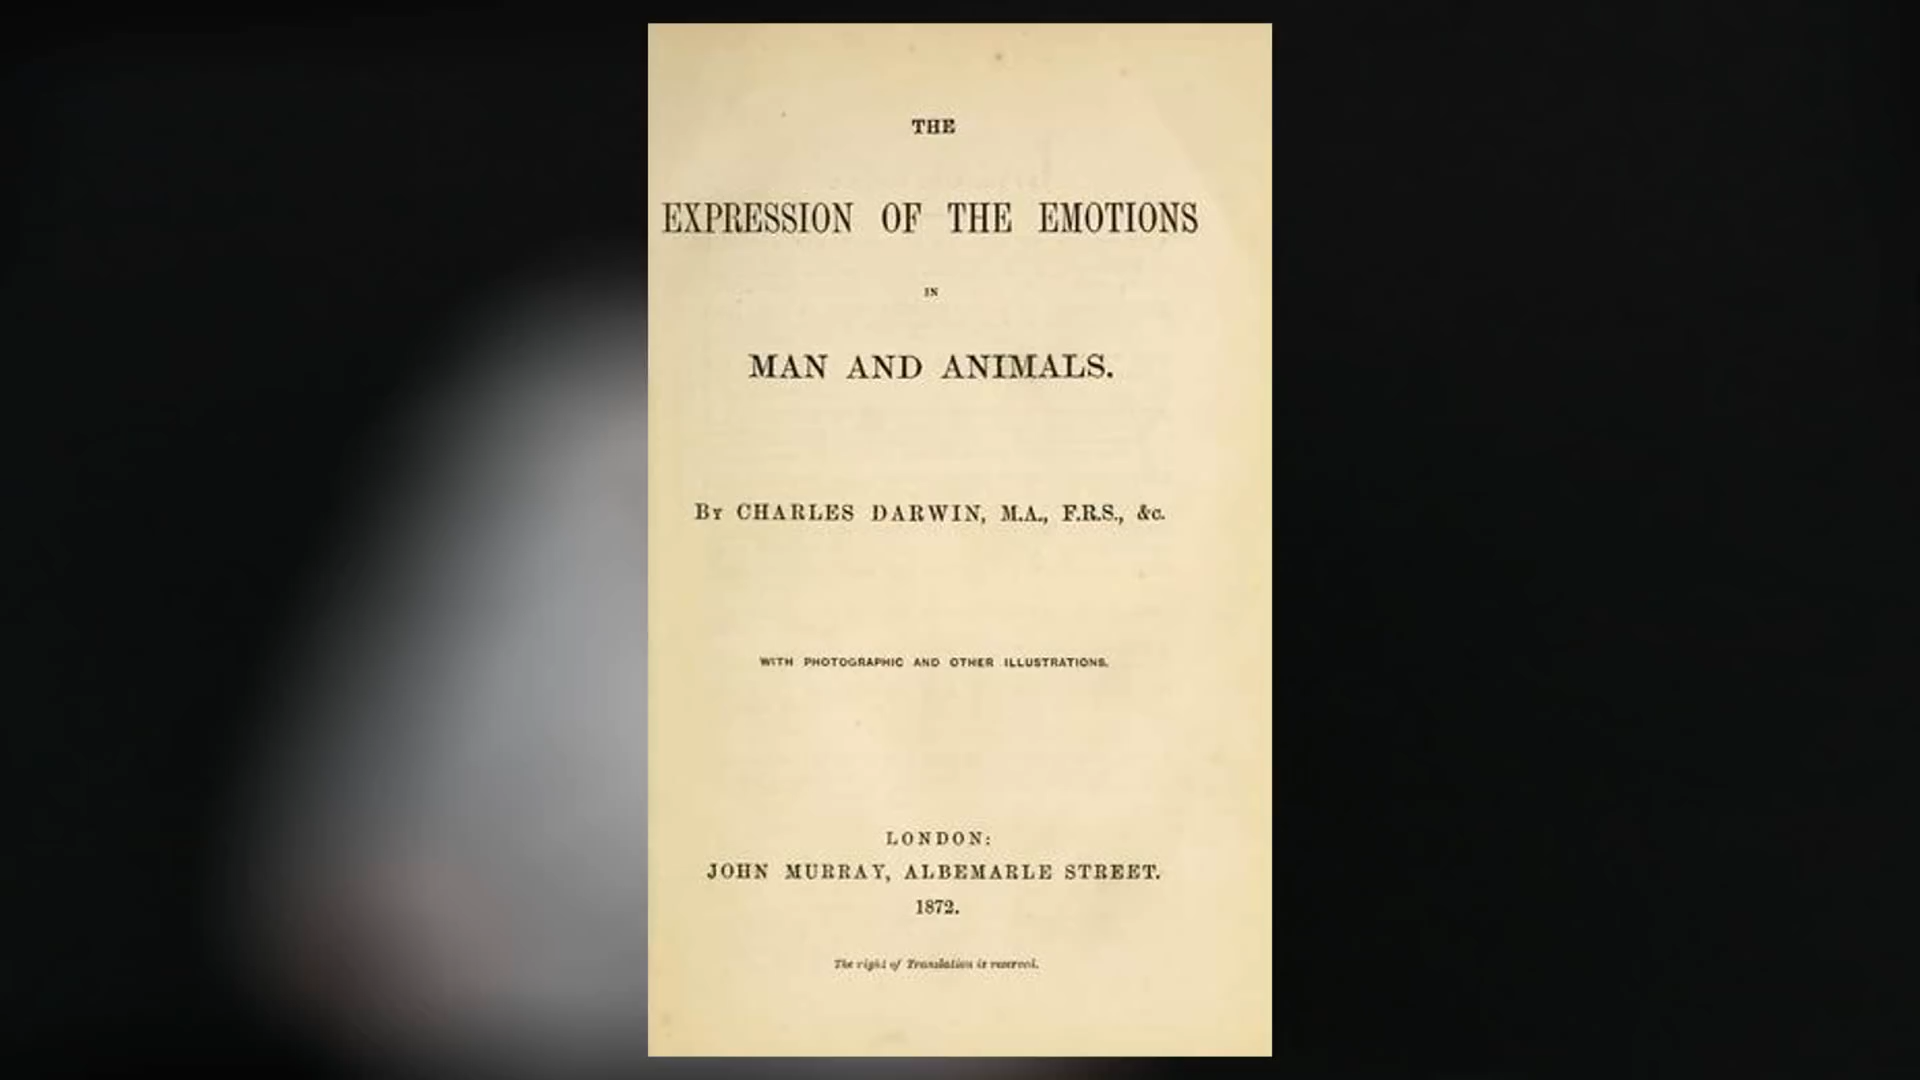 THE
EXPRESSION OF THE EMOTIONS
IN
MAN AND ANIMALS.
By CHARLES DARWIN, M.A., F.R.S., &c.
WITH PHOTOGRAPHIC AND OTHER ILLUSTRATIONS.
LONDON:
JOHN MURRAY, ALBEMARLE STREET.
1872.
The right of Translation is reserved.